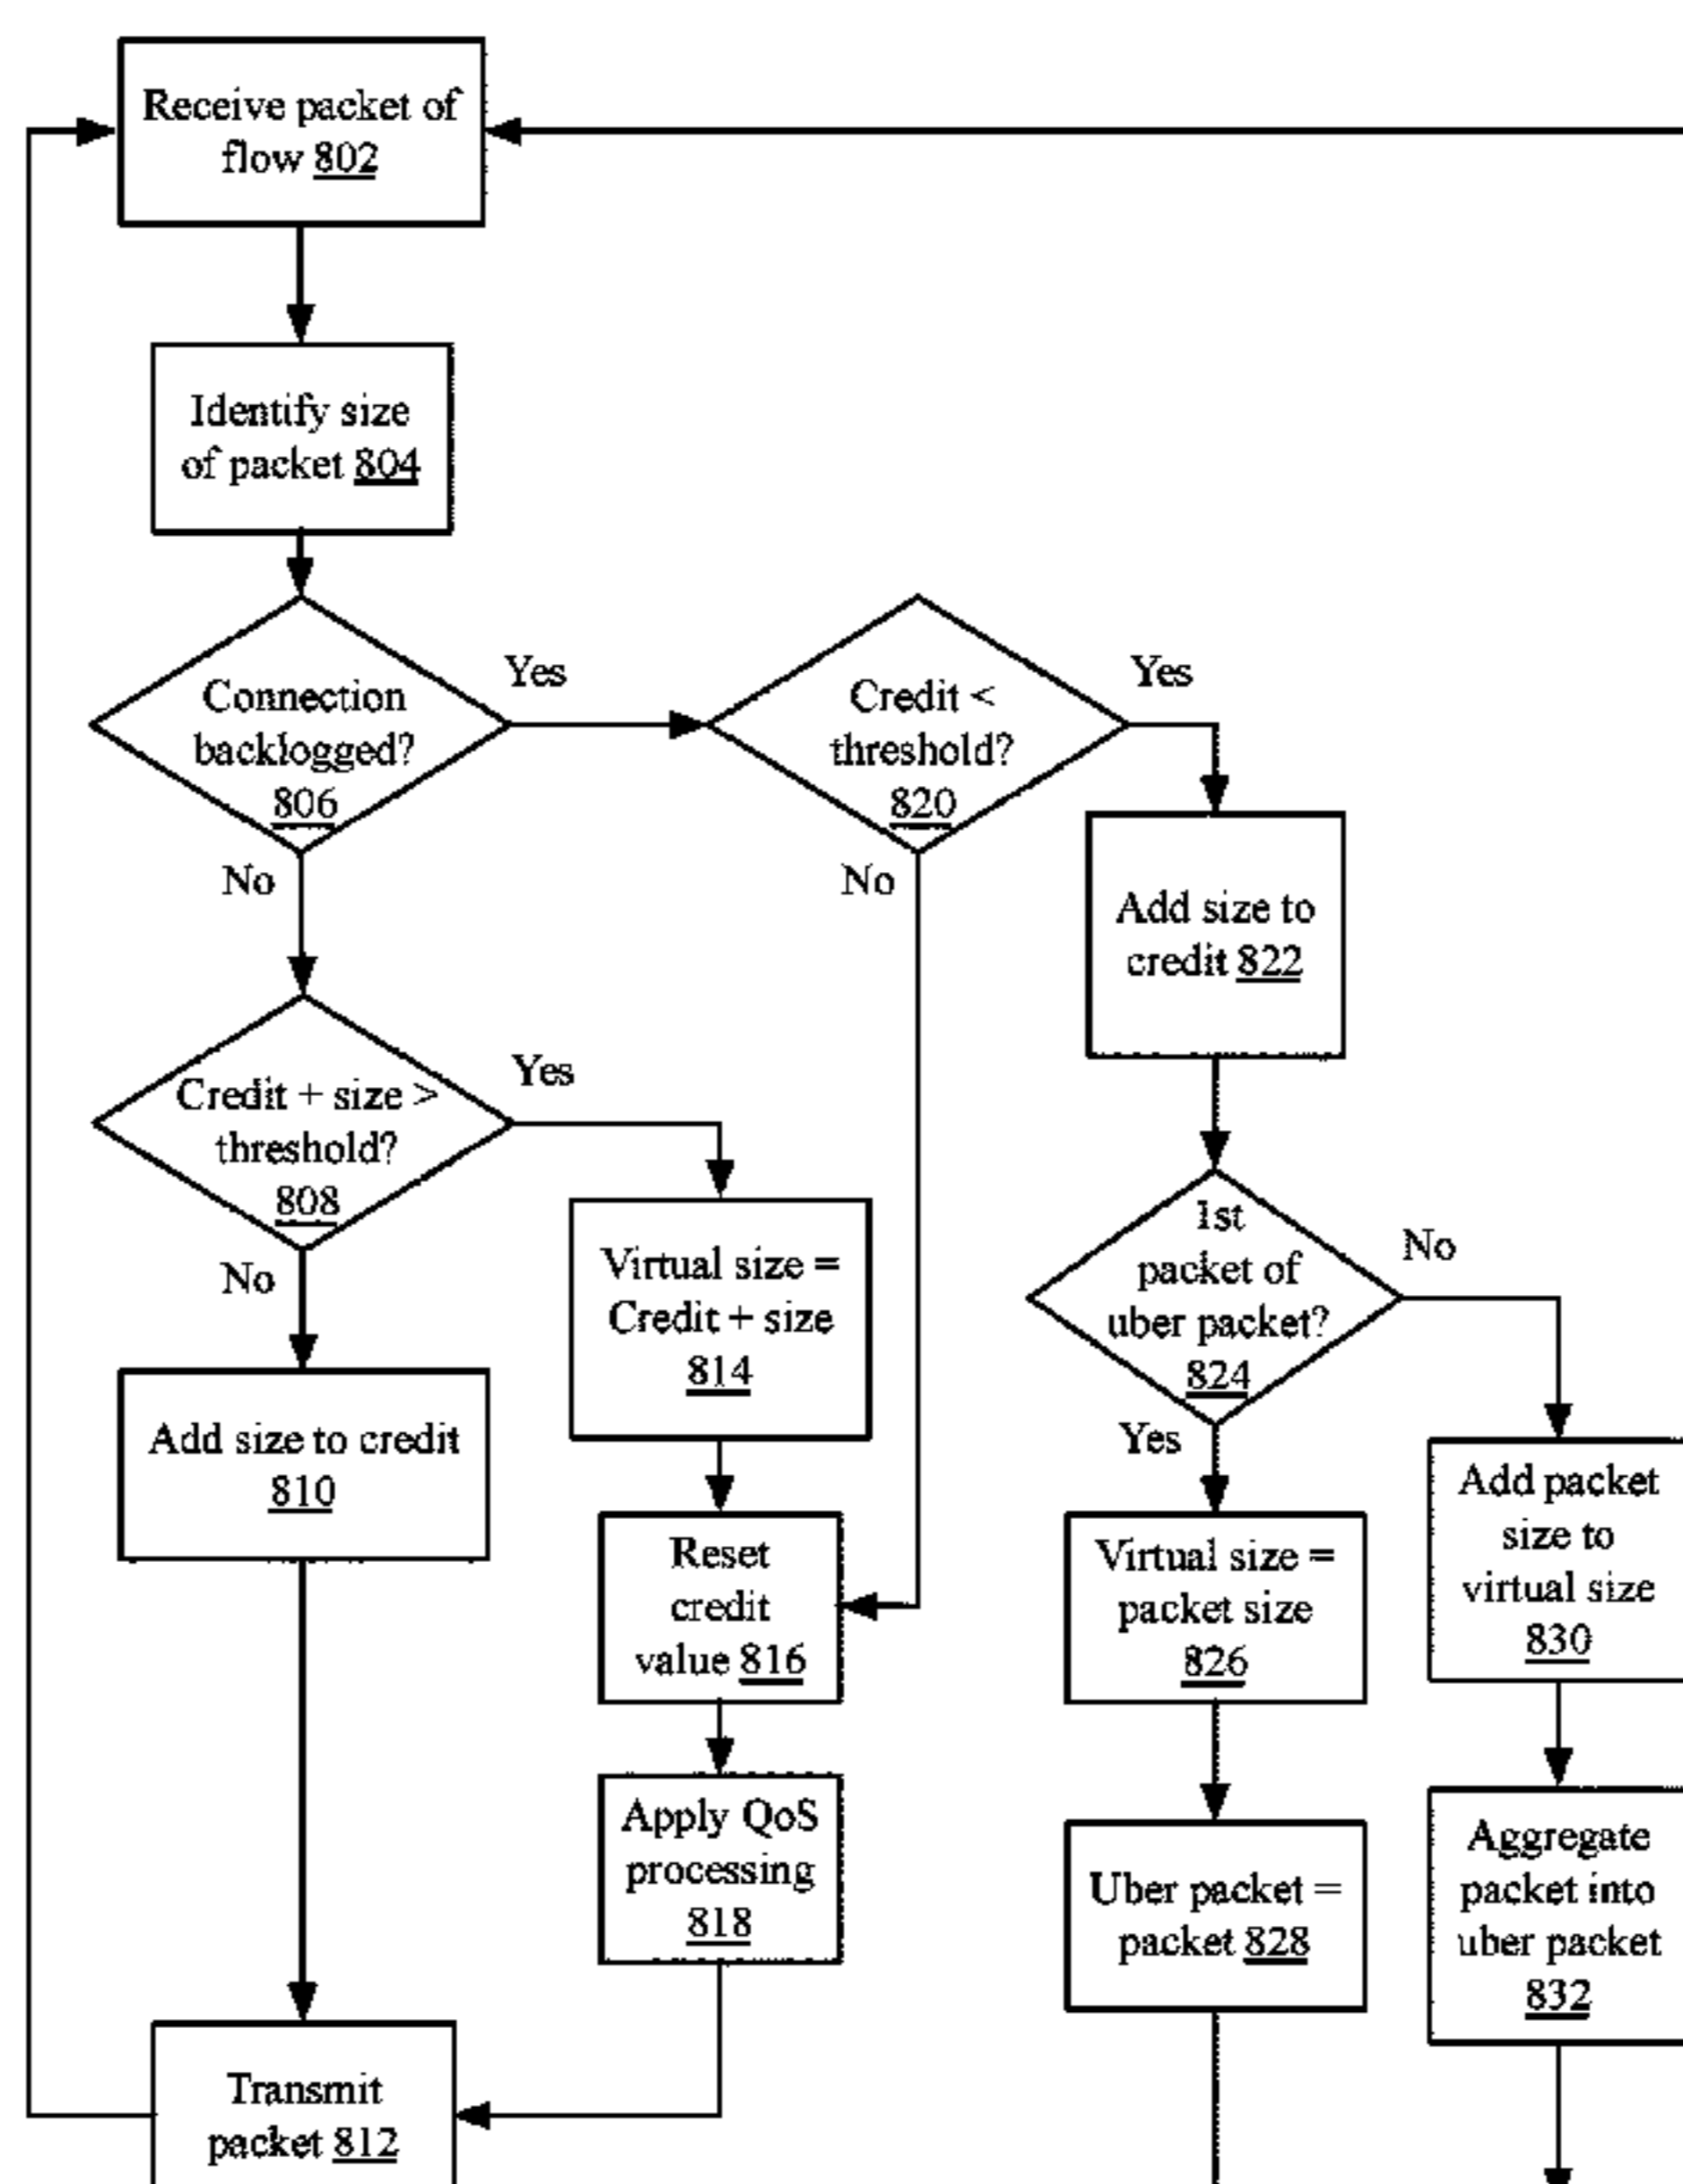 Receive packet of
flow 802
Identify size
of packet 804
Connection
backlogged?
806
Yes
No
Credit <
threshold?
820
Yes
No
Add size to
credit 822
Credit + size >
threshold?
808
Yes
No
Virtual size =
Credit + size
814
1st
packet of
uber packet?
824
No
Yes
Add size to credit
810
Reset
credit
value 816
Virtual size =
packet size
826
Add packet
size to
virtual size
830
Apply QoS
processing
818
Uber packet =
packet 828
Aggregate
packet into
uber packet
832
Transmit
packet 812